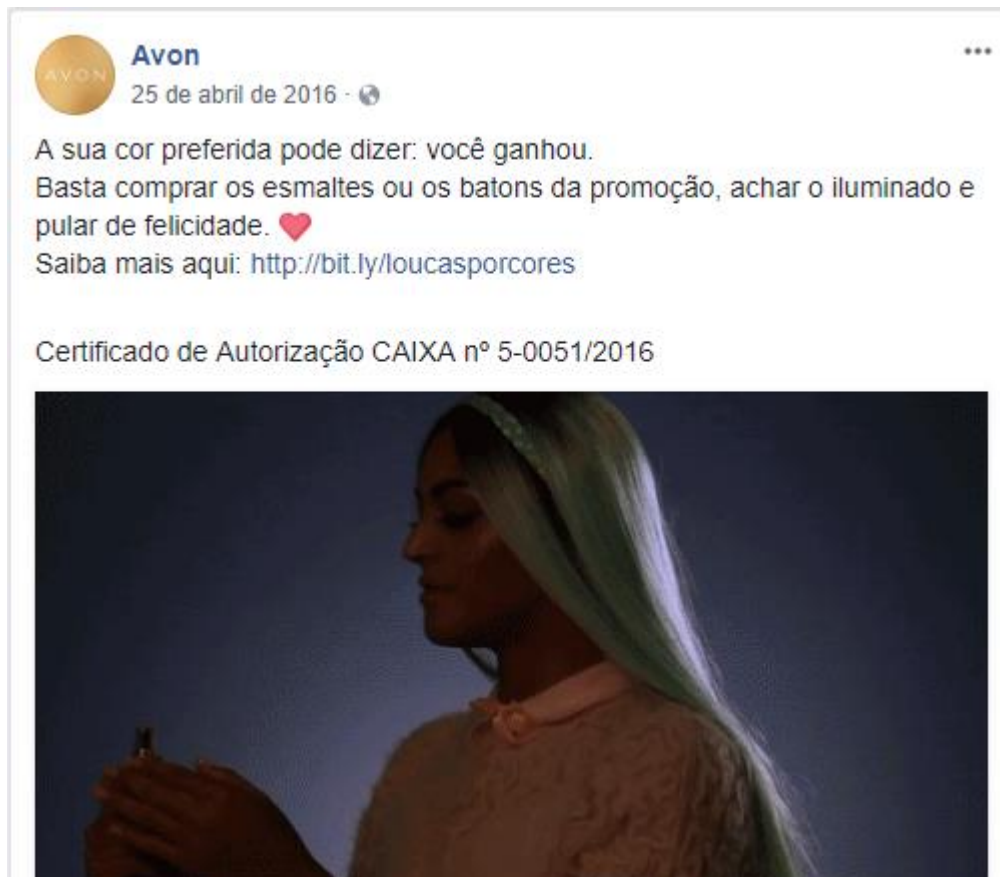 AVON
Avon
25 de abril de 2016 ·
A sua cor preferida pode dizer: você ganhou.
Basta comprar os esmaltes ou os batons da promoção, achar o iluminado e
pular de felicidade.
Saiba mais aqui: http://bit.ly/loucasporcores
Certificado de Autorização CAIXA nº 5-0051/2016